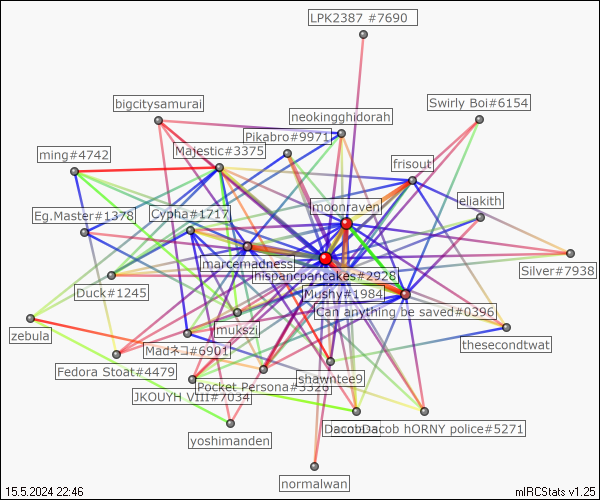 LPK2387 #7690
bigcitysamurai
Swirly Boi#6154
neokingghidorah
Pikabro#9971
ming#4742
Majestic#3375
frisout
eliakith
moonraven
Eg.Master#1378
Cypha#1717
marcemadness
Silver#7938
hispancpancakes#2928
Duck#1245
Mushy#1984
Can anything be saved#0396
zebula
mukszi
thesecondtwat
Madネコ#6901
Fedora Stoat#4479
shawntee9
Pocket Persona#5326
JKOUYH VIII#7034
Dacob hORNY police#5271
yoshimanden
normalwan
15.5.2024 22:46
mIRCStats v1.25